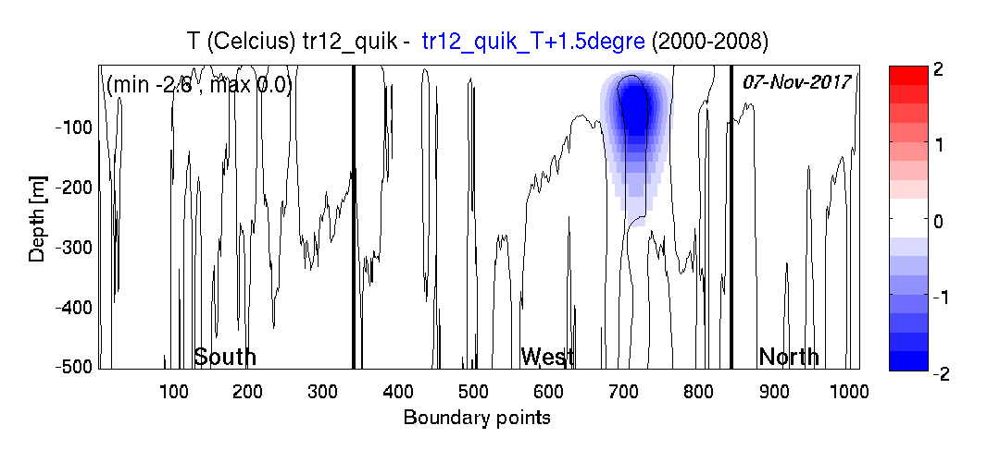 T (Celcius) tr12_quik - tr12_quik_T+1.5degre (2000-2008)
(min -2.6 , max 0.0)
07-Nov-2017
2
1
0
-1
-2
Depth [m]
-100
-200
-300
-400
-500
South
West
North
100 200 300 400 500 600 700 800 900 1000
Boundary points